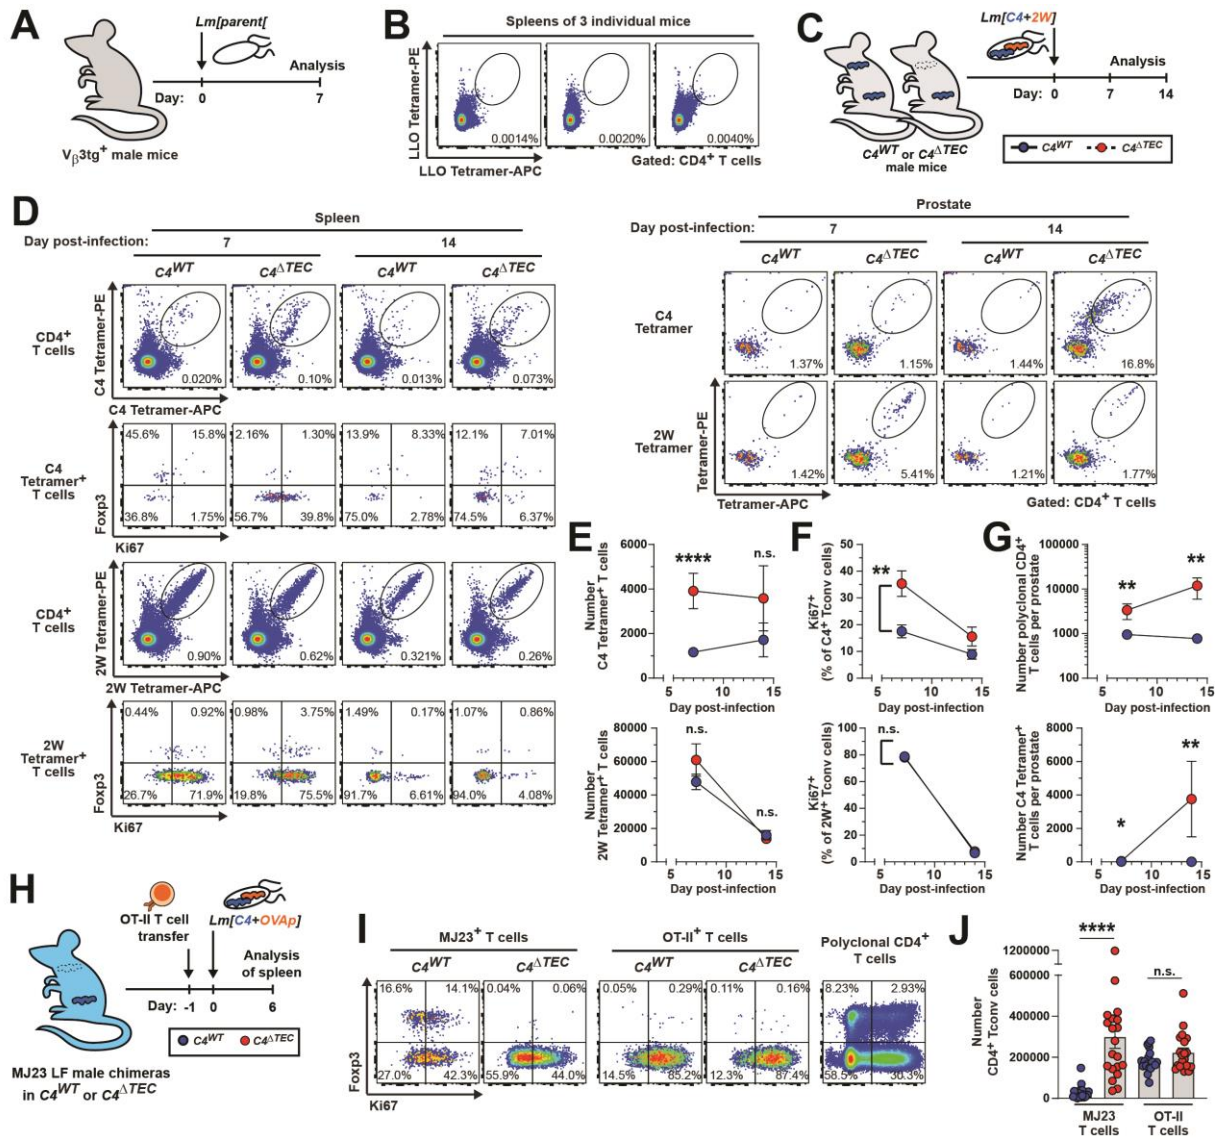 A
Lm[parent[
Analysis
Day: 0 7
Vβ3tg+ male mice
B
Spleens of 3 individual mice
LLO Tetramer-PE
0.0014% 0.0020% 0.0040%
LLO Tetramer-APC
Gated: CD4+ T cells
C
Lm[C4+2W]
Analysis
Day: 0 7 14
C4WT or C4ΔTEC
male mice
C4WT C4ΔTEC
D
Spleen
Day post-infection: 7 14
C4WT C4ΔTEC C4WT C4ΔTEC
CD4+
T cells
C4 Tetramer-PE
0.020% 0.10% 0.013% 0.073%
C4 Tetramer-APC
C4
Tetramer+
T cells
Foxp3
45.6% 15.8% 2.16% 1.30% 13.9% 8.33% 12.1% 7.01%
36.8% 1.75% 56.7% 39.8% 75.0% 2.78% 74.5% 6.37%
Ki67
CD4+
T cells
2W Tetramer-PE
0.90% 0.62% 0.321% 0.26%
2W Tetramer-APC
2W
Tetramer+
T cells
Foxp3
0.44% 0.92% 0.98% 3.75% 1.49% 0.17% 1.07% 0.86%
26.7% 71.9% 19.8% 75.5% 91.7% 6.61% 94.0% 4.08%
Ki67
Prostate
Day post-infection: 7 14
C4WT C4ΔTEC C4WT C4ΔTEC
C4
Tetramer
1.37% 1.15% 1.44% 16.8%
2W
Tetramer
Tetramer-PE
1.42% 5.41% 1.21% 1.77%
Tetramer-APC
Gated: CD4+ T cells
E
Number
C4 Tetramer+ T cells
6000
4000
2000
0
**** n.s.
5 10 15
Day post-infection
Number
2W Tetramer+ T cells
80000
60000
40000
20000
0
n.s.
n.s.
5 10 15
Day post-infection
F
Ki67+
(% of C4+ Tconv cells)
50
40
30
20
10
0
**
5 10 15
Day post-infection
Ki67+
(% of 2W+ Tconv cells)
100
80
60
40
20
0
n.s.
5 10 15
Day post-infection
G
Number polyclonal CD4+
T cells per prostate
100000
10000
1000
100
** **
5 10 15
Day post-infection
Number C4 Tetramer+
T cells per prostate
8000
6000
4000
2000
0
* **
5 10 15
Day post-infection
H
OT-II T cell
transfer
Lm[C4+OVAp]
Analysis
of spleen
Day: -1 0 6
C4WT C4ΔTEC
MJ23 LF male chimeras
in C4WT or C4ΔTEC
I
MJ23+ T cells OT-II+ T cells Polyclonal CD4+
T cells
C4WT C4ΔTEC C4WT C4ΔTEC
Foxp3
16.6% 14.1% 0.04% 0.06% 0.05% 0.29% 0.11% 0.16% 8.23% 2.93%
27.0% 42.3% 55.9% 44.0% 14.5% 85.2% 12.3% 87.4% 58.5% 30.3%
Ki67
J
Number
CD4+ Tconv cells
1200000
600000
400000
200000
0
****
n.s.
MJ23
T cells
OT-II
T cells